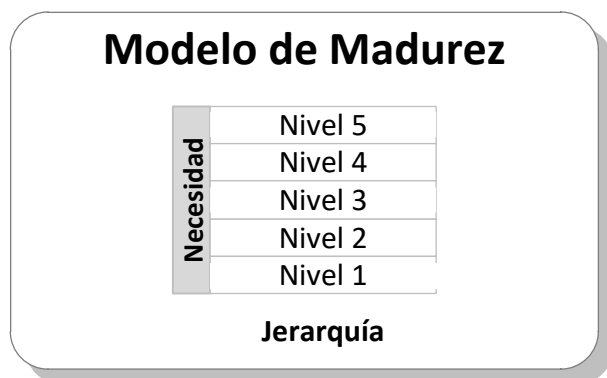 Modelo de Madurez
Necesidad
Nivel 5
Nivel 4
Nivel 3
Nivel 2
Nivel 1
Jerarquía